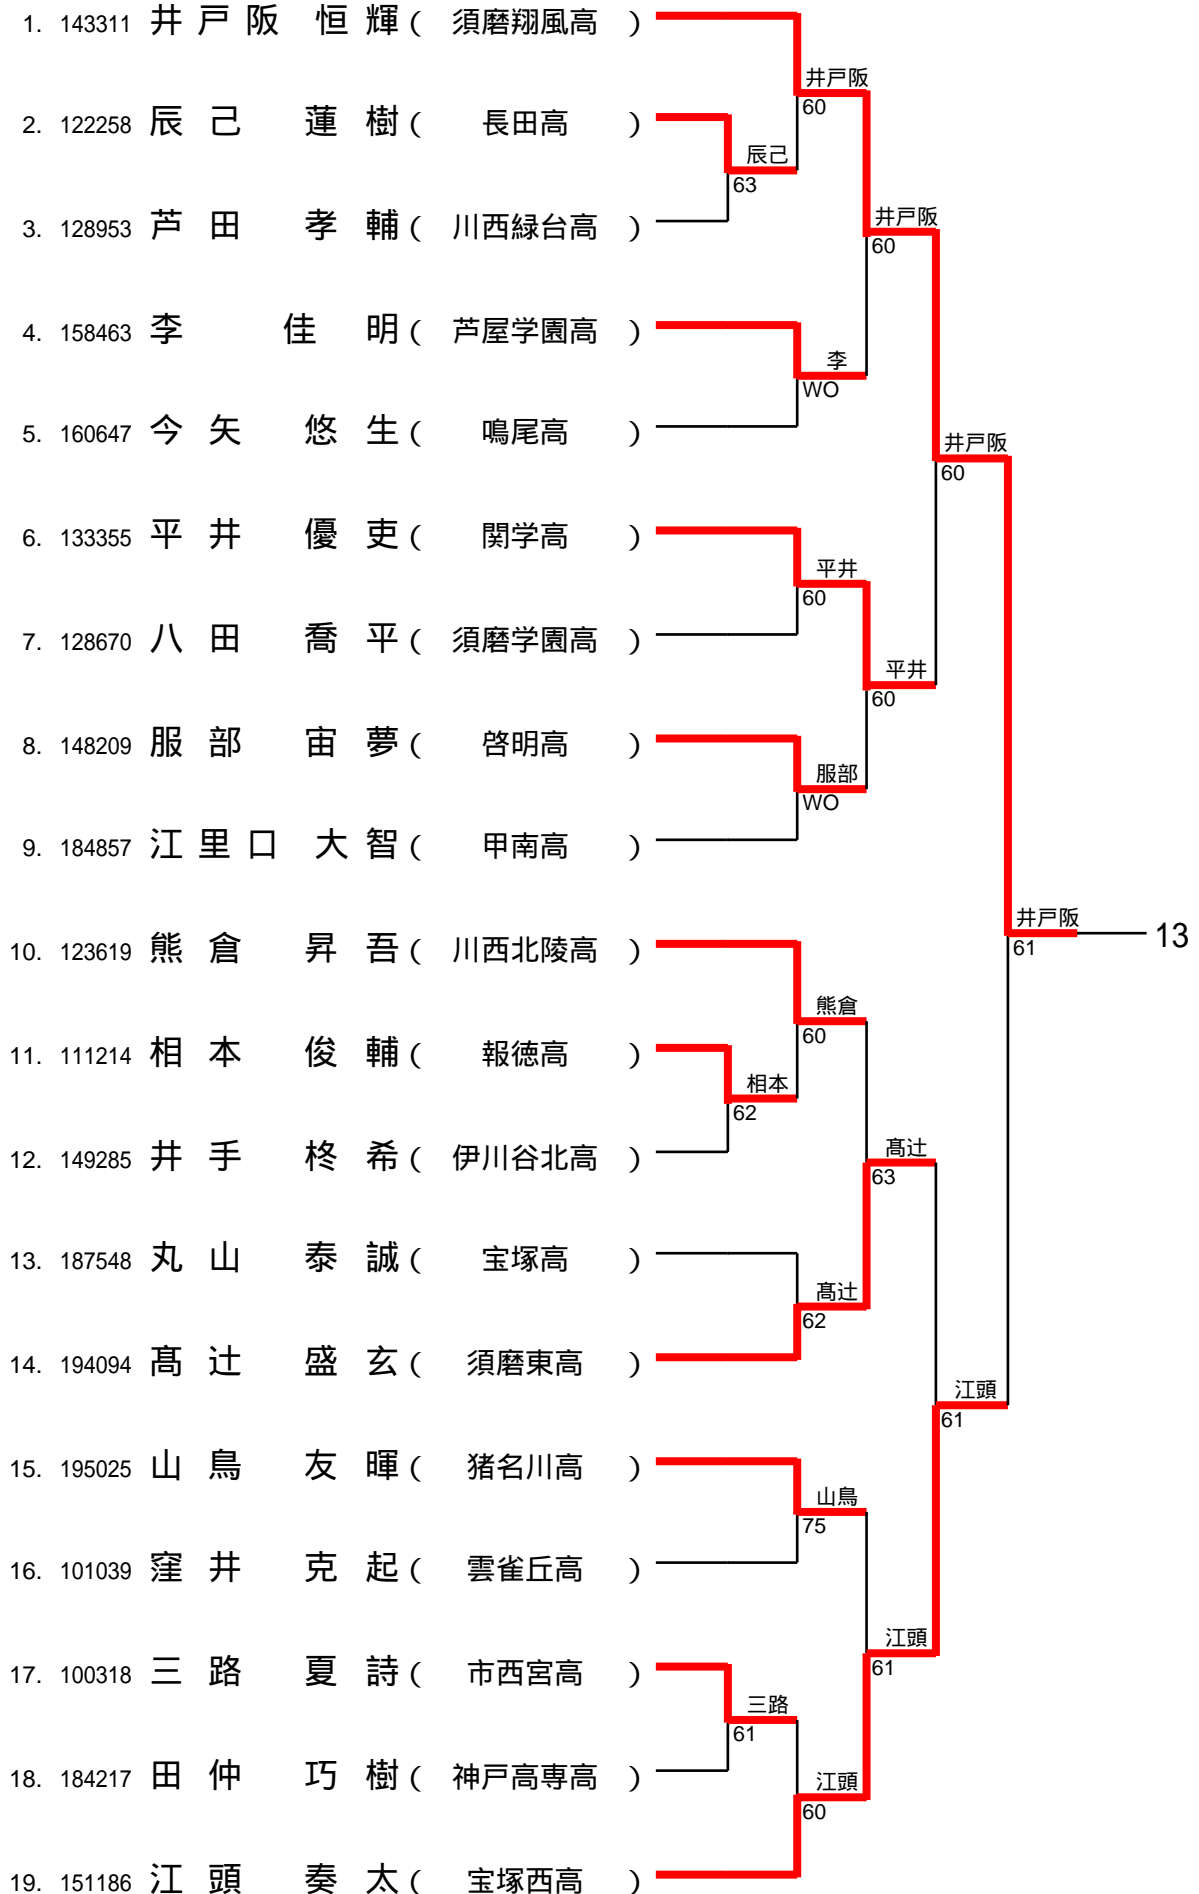 1. 143311 井戸阪 恒輝 ( 須磨翔風高 )
井戸阪
60
2. 122258 辰己 蓮樹 ( 長田高 )
辰己
63
3. 128953 芦田 孝輔 ( 川西緑台高 )
井戸阪
60
4. 158463 李 佳明 ( 芦屋学園高 )
李
WO
5. 160647 今矢 悠生 ( 鳴尾高 )
井戸阪
60
6. 133355 平井 優吏 ( 関学高 )
平井
60
7. 128670 八田 喬平 ( 須磨学園高 )
平井
60
8. 148209 服部 宙夢 ( 啓明高 )
服部
WO
9. 184857 江里口 大智 ( 甲南高 )
井戸阪
61
13
10. 123619 熊倉 昇吾 ( 川西北陵高 )
熊倉
60
11. 111214 相本 俊輔 ( 報徳高 )
相本
62
12. 149285 井手 柊希 ( 伊川谷北高 )
髙辻
63
13. 187548 丸山 泰誠 ( 宝塚高 )
髙辻
62
14. 194094 髙辻 盛玄 ( 須磨東高 )
江頭
61
15. 195025 山鳥 友暉 ( 猪名川高 )
山鳥
75
16. 101039 窪井 克起 ( 雲雀丘高 )
江頭
61
17. 100318 三路 夏詩 ( 市西宮高 )
三路
61
18. 184217 田仲 巧樹 ( 神戸高専高 )
江頭
60
19. 151186 江頭 奏太 ( 宝塚西高 )